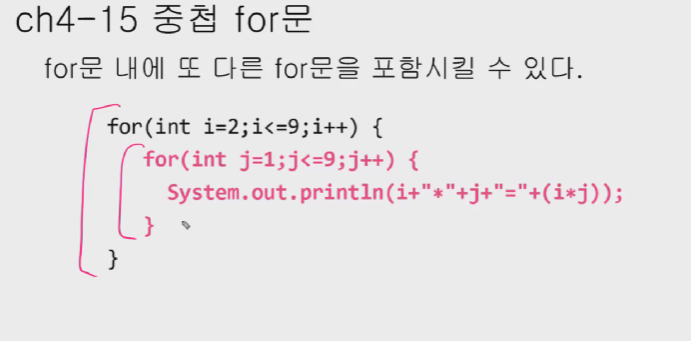 ch4-15 중첩 for문
for문 내에 또 다른 for문을 포함시킬 수 있다.
for(int i=2;i<=9;i++) {
for(int j=1;j<=9;j++) {
System.out.println(i+"*"+j+"="+(i*j));
}
}